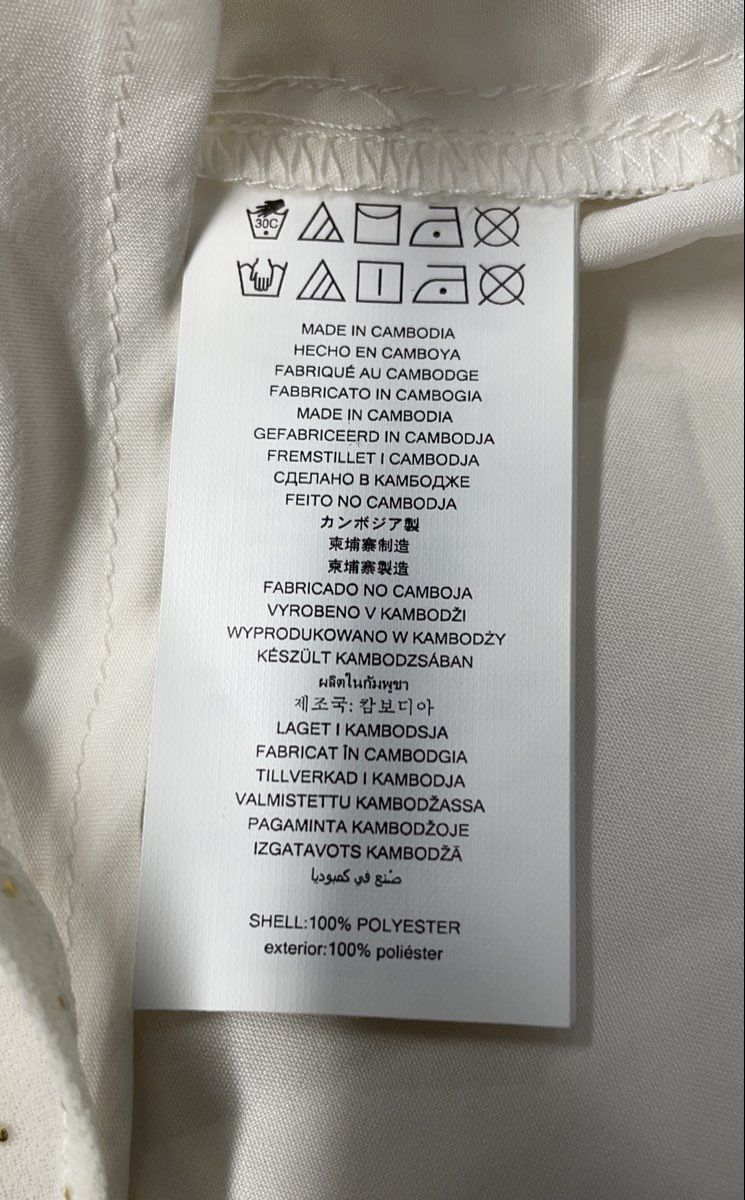 30C
MADE IN CAMBODIA
HECHO EN CAMBOYA
FABRIQUÉ AU CAMBODGE
FABBRICATO IN CAMBOGIA
MADE IN CAMBODIA
GEFABRICEERD IN CAMBODJA
FREMSTILLET I CAMBODJA
СДЕЛАНО В КАМБОДЖЕ
FEITO NO CAMBODJA
カンボジア製
柬埔寨制造
柬埔寨製造
FABRICADO NO CAMBOJA
VYROBENO V KAMBODŽI
WYPRODUKOWANO W KAMBODŻY
KÉSZÜLT KAMBODZSÁBAN
ผลิตในกัมพูชา
제조국: 캄보디아
LAGET I KAMBODSJA
FABRICAT ÎN CAMBODGIA
TILLVERKAD I KAMBODJA
VALMISTETTU KAMBODŽASSA
PAGAMINTA KAMBODŽOJE
IZGATAVOTS KAMBODŽĀ
صُنع في كمبوديا
SHELL:100% POLYESTER
exterior:100% poliéster